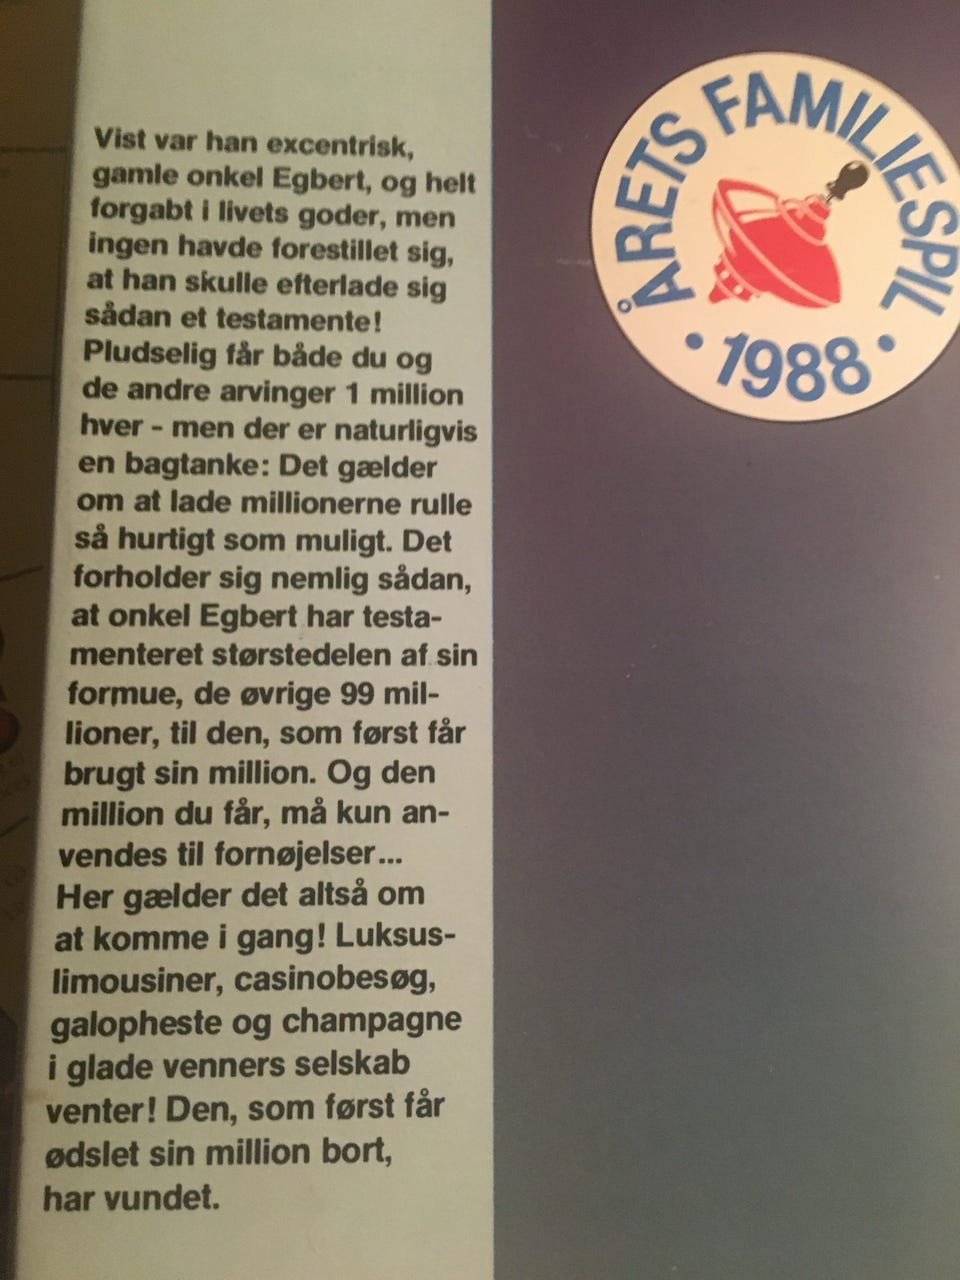 Vist var han excentrisk,
gamle onkel Egbert, og helt
forgabt i livets goder, men
ingen havde forestillet sig,
at han skulle efterlade sig
sådan et testamente!
Pludselig får både du og
de andre arvinger 1 million
hver - men der er naturligvis
en bagtanke: Det gælder
om at lade millionerne rulle
så hurtigt som muligt. Det
forholder sig nemlig sådan,
at onkel Egbert har testa-
menteret størstedelen af sin
formue, de øvrige 99 mil-
lioner, til den, som først får
brugt sin million. Og den
million du får, må kun an-
vendes til fornøjelser...
Her gælder det altså om
at komme i gang! Luksus-
limousiner, casinobesøg,
galopheste og champagne
i glade venners selskab
venter! Den, som først får
ødslet sin million bort,
har vundet.
ÅRETS FAMILIESPIL
• 1988 •